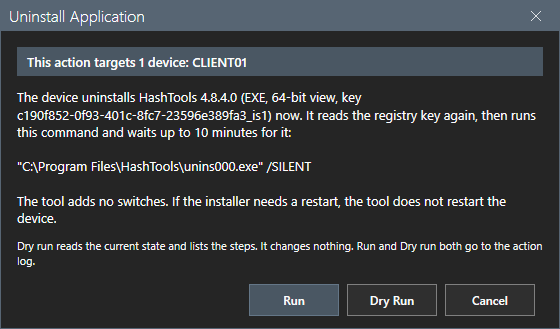 Uninstall Application
This action targets 1 device: CLIENT01
The device uninstalls HashTools 4.8.4.0 (EXE, 64-bit view, key
c190f852-0f93-401c-8fc7-23596e389fa3_is1) now. It reads the registry key again, then runs
this command and waits up to 10 minutes for it:
"C:\Program Files\HashTools\unins000.exe" /SILENT
The tool adds no switches. If the installer needs a restart, the tool does not restart the
device.
Dry run reads the current state and lists the steps. It changes nothing. Run and Dry run both go to the action
log.
Run
Dry Run
Cancel